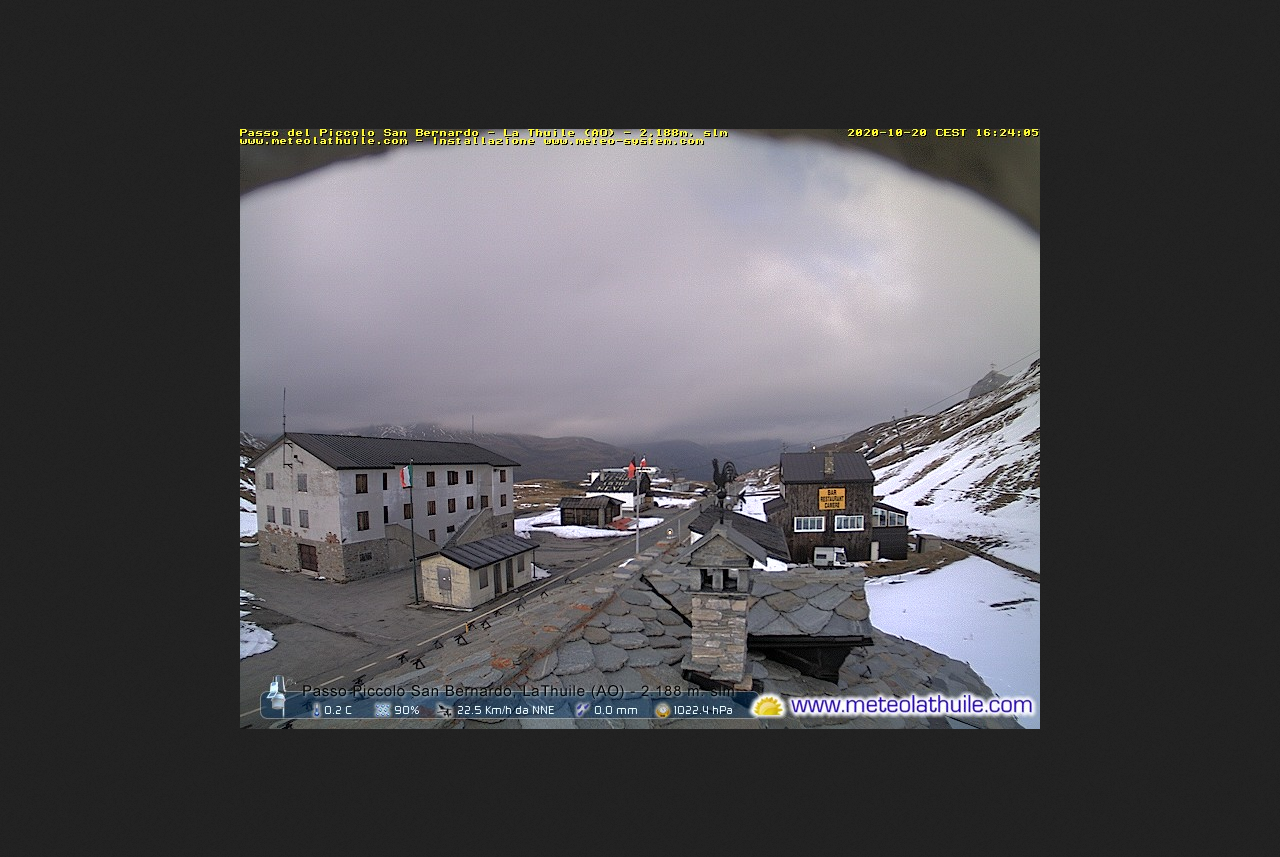 Passo del Piccolo San Bernardo - La Thuile (AO) - 2.188m. slm
2020-10-20 CEST 16:24:05
www.meteolathuile.com - Installazione www.meteo-system.com
BAR
RESTAURANT
CAMERE
Passo Piccolo San Bernardo, LaThuile (AO) - 2.188 m. slm
0.2 C
90%
22.5 Km/h da NNE
0.0 mm
1022.4 hPa
www.meteolathuile.com